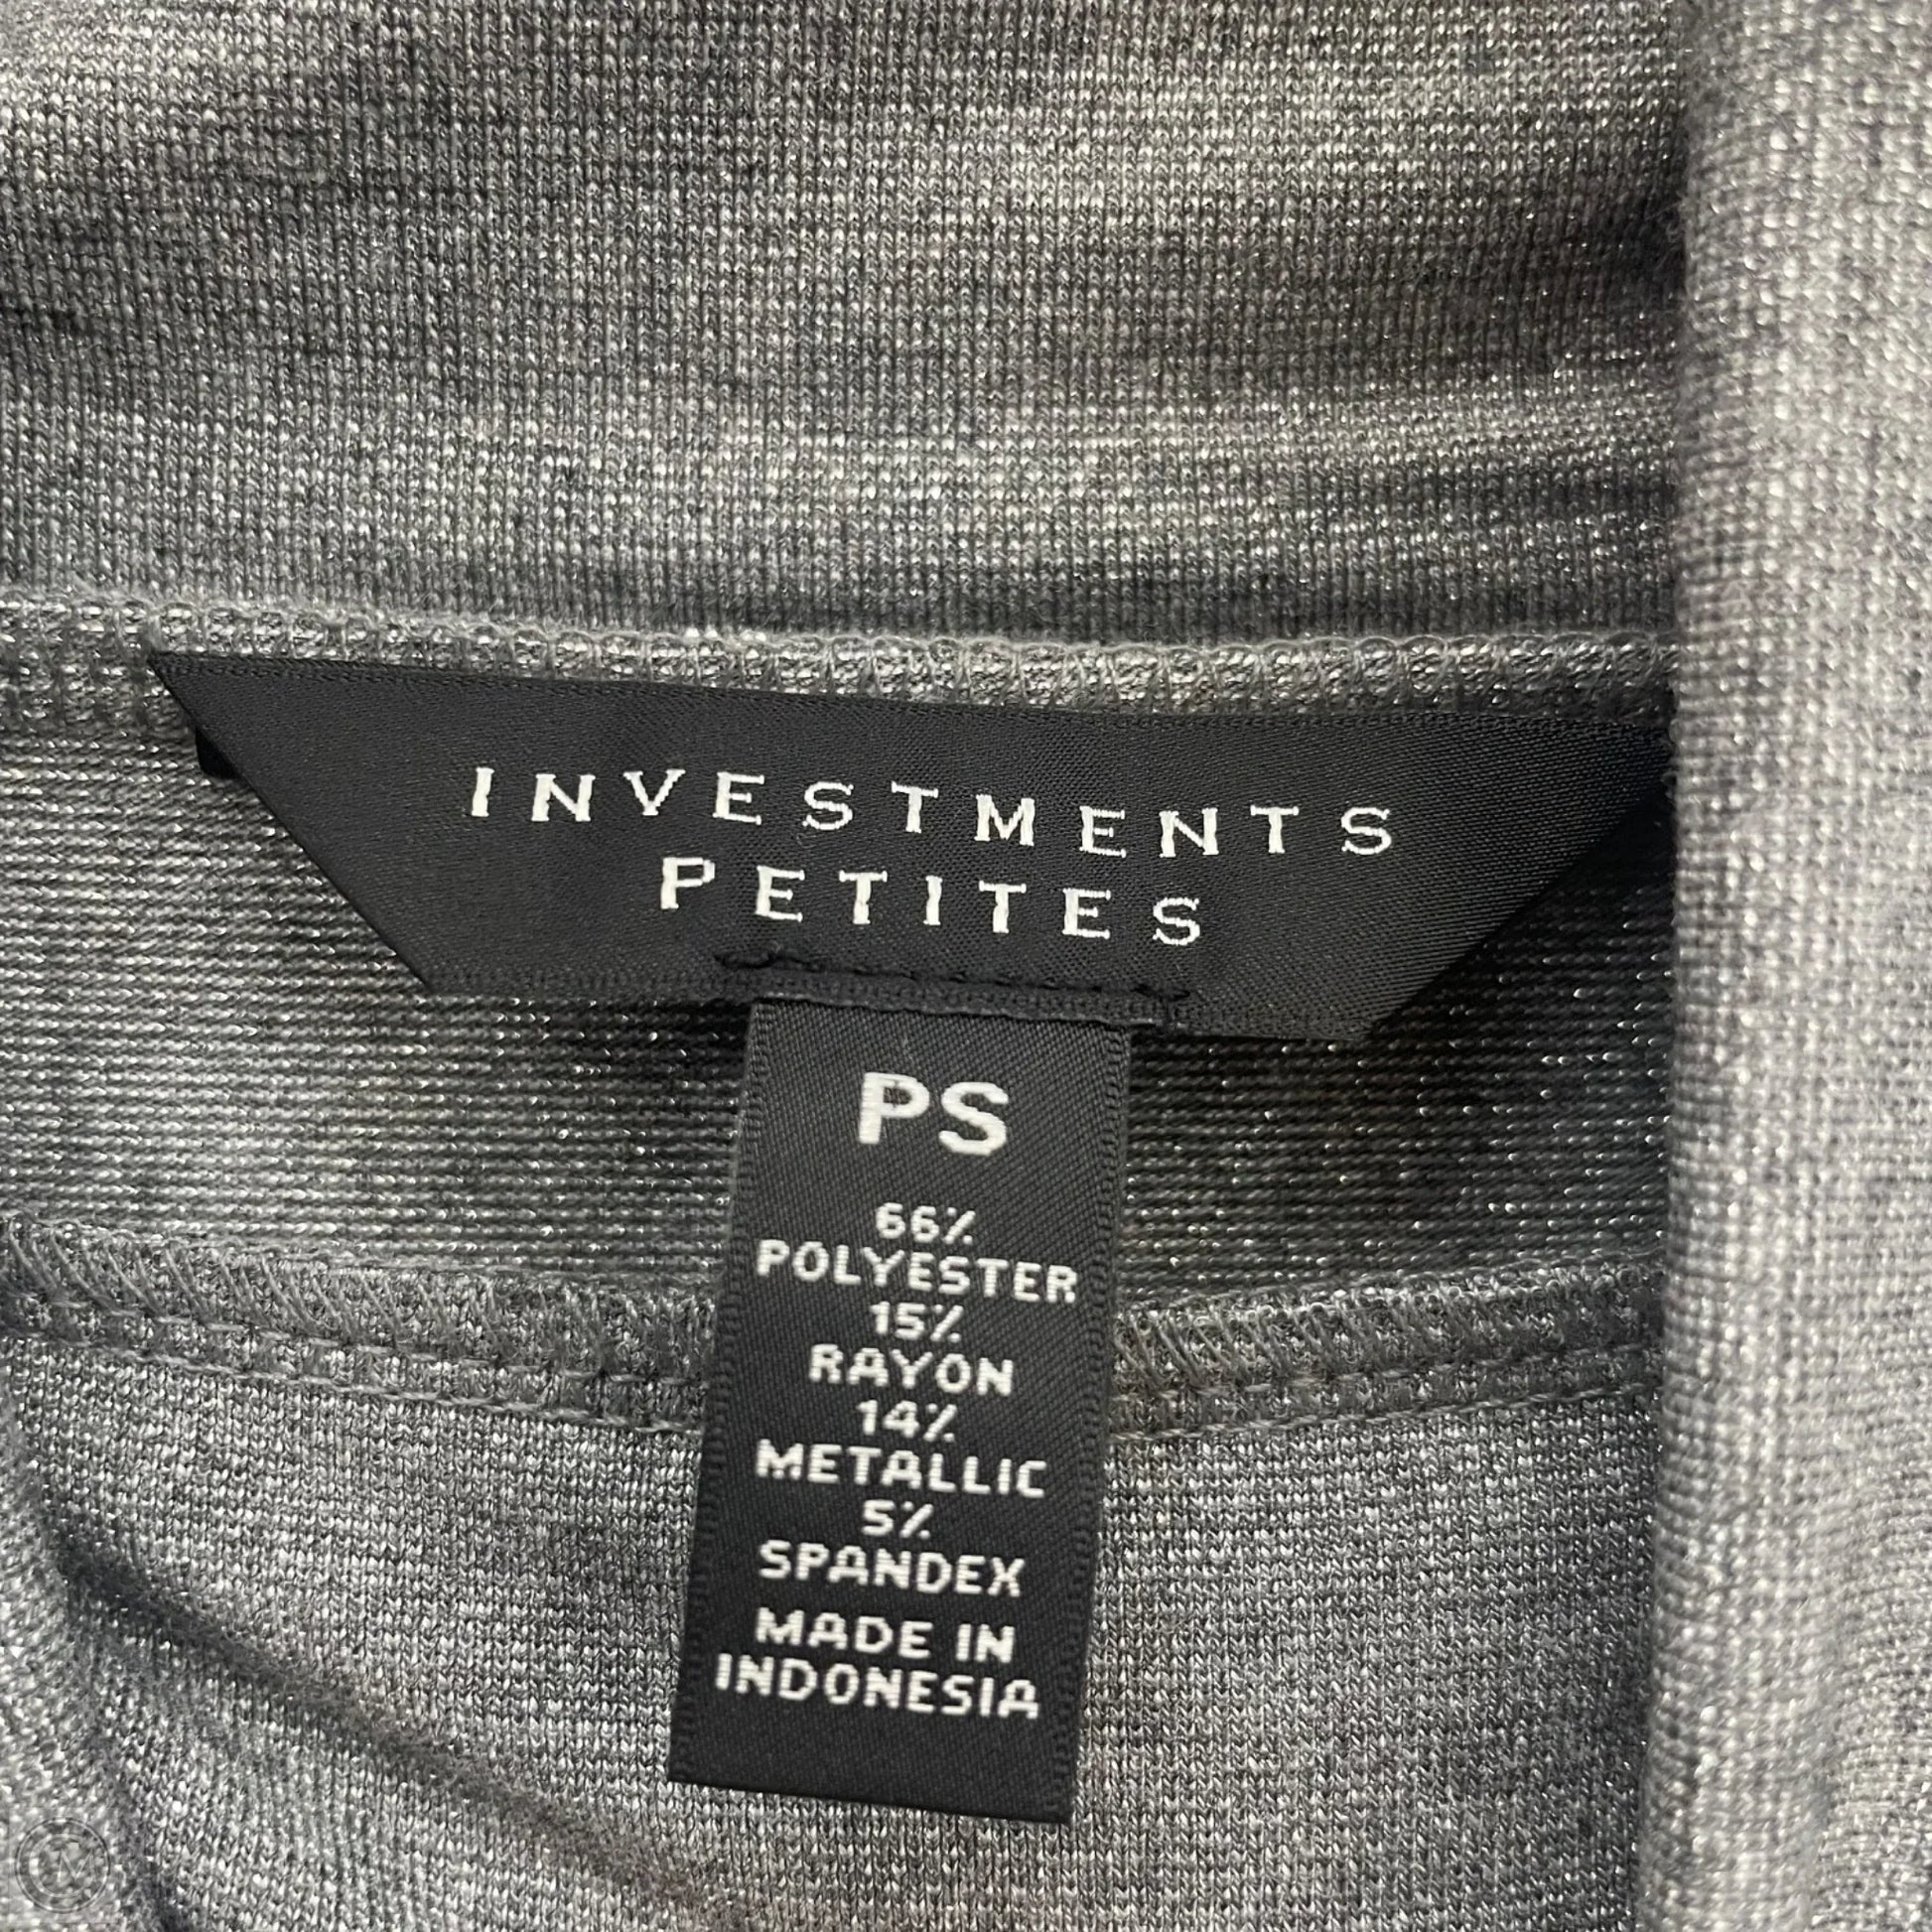 INVESTMENTS
PETITES
PS
66%
POLYESTER
15%
RAYON
14%
METALLIC
5%
SPANDEX
MADE IN
INDONESIA